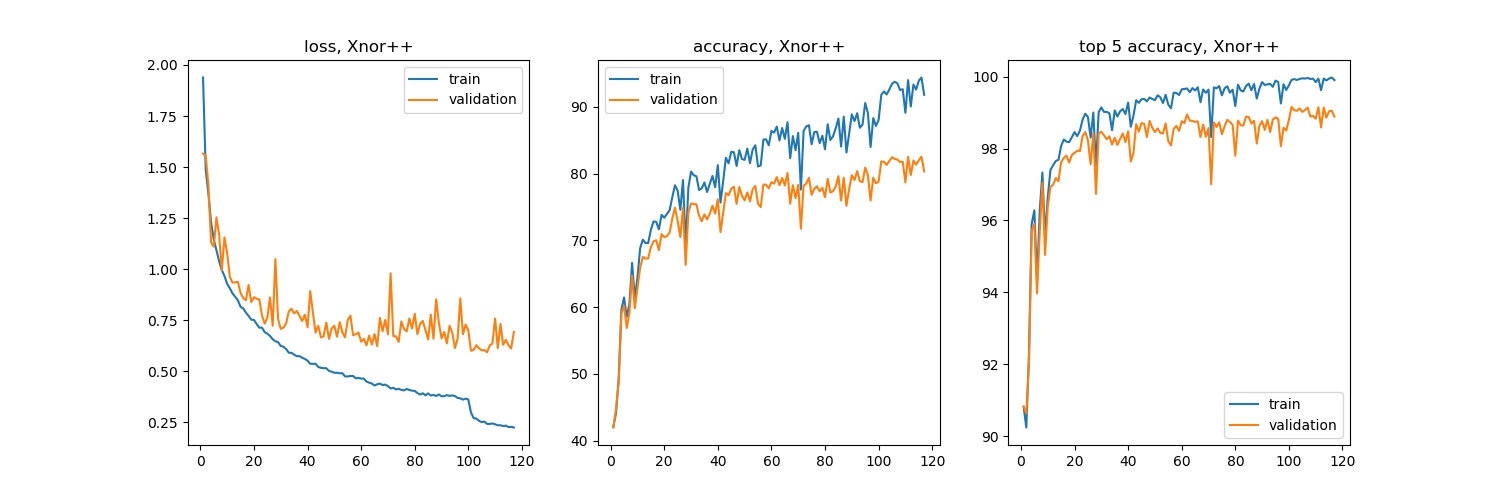 loss, Xnor++
2.00
1.75
1.50
1.25
1.00
0.75
0.50
0.25
0 20 40 60 80 100 120
train
validation
accuracy, Xnor++
90
80
70
60
50
40
0 20 40 60 80 100 120
train
validation
top 5 accuracy, Xnor++
100
98
96
94
92
90
0 20 40 60 80 100 120
train
validation